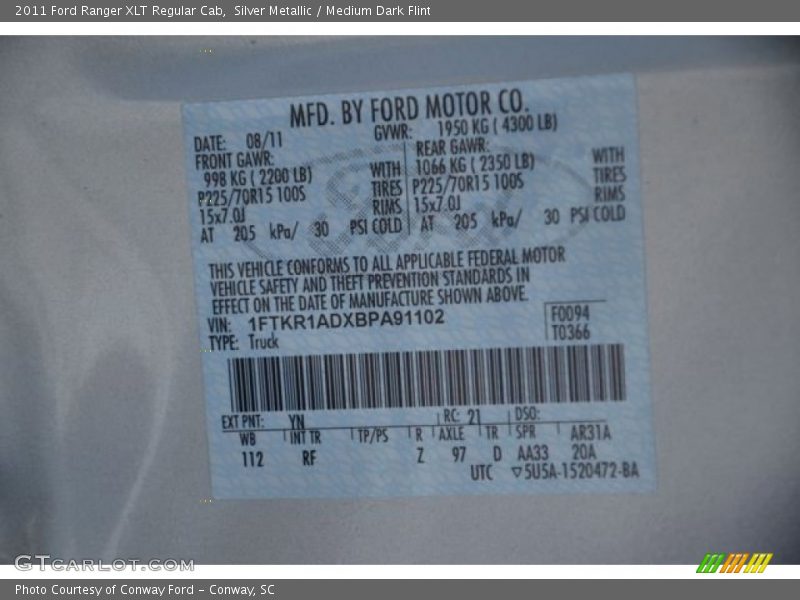 2011 Ford Ranger XLT Regular Cab,  Silver Metallic / Medium Dark Flint
MFD. BY FORD MOTOR CO.
DATE: 08/11 GVWR: 1950 KG ( 4300 LB)
FRONT GAWR: REAR GAWR:
998 KG ( 2200 LB) WITH 1066 KG ( 2350 LB) WITH
P225/70R15 100S TIRES P225/70R15 100S TIRES
15x7.0J RIMS 15x7.0J RIMS
AT 205 kPa/ 30 PSI COLD AT 205 kPa/ 30 PSI COLD
THIS VEHICLE CONFORMS TO ALL APPLICABLE FEDERAL MOTOR
VEHICLE SAFETY AND THEFT PREVENTION STANDARDS IN
EFFECT ON THE DATE OF MANUFACTURE SHOWN ABOVE.
VIN: 1FTKR1ADXBPA91102 F0094
TYPE: Truck T0366
EXT PNT: YN RC: 21 DSO:
WB INT TR TP/PS R AXLE TR SPR AR31A
112 RF Z 97 D AA33 20A
UTC ▽5U5A-1520472-BA
GTCARLOT.COM
Photo Courtesy of Conway Ford – Conway, SC